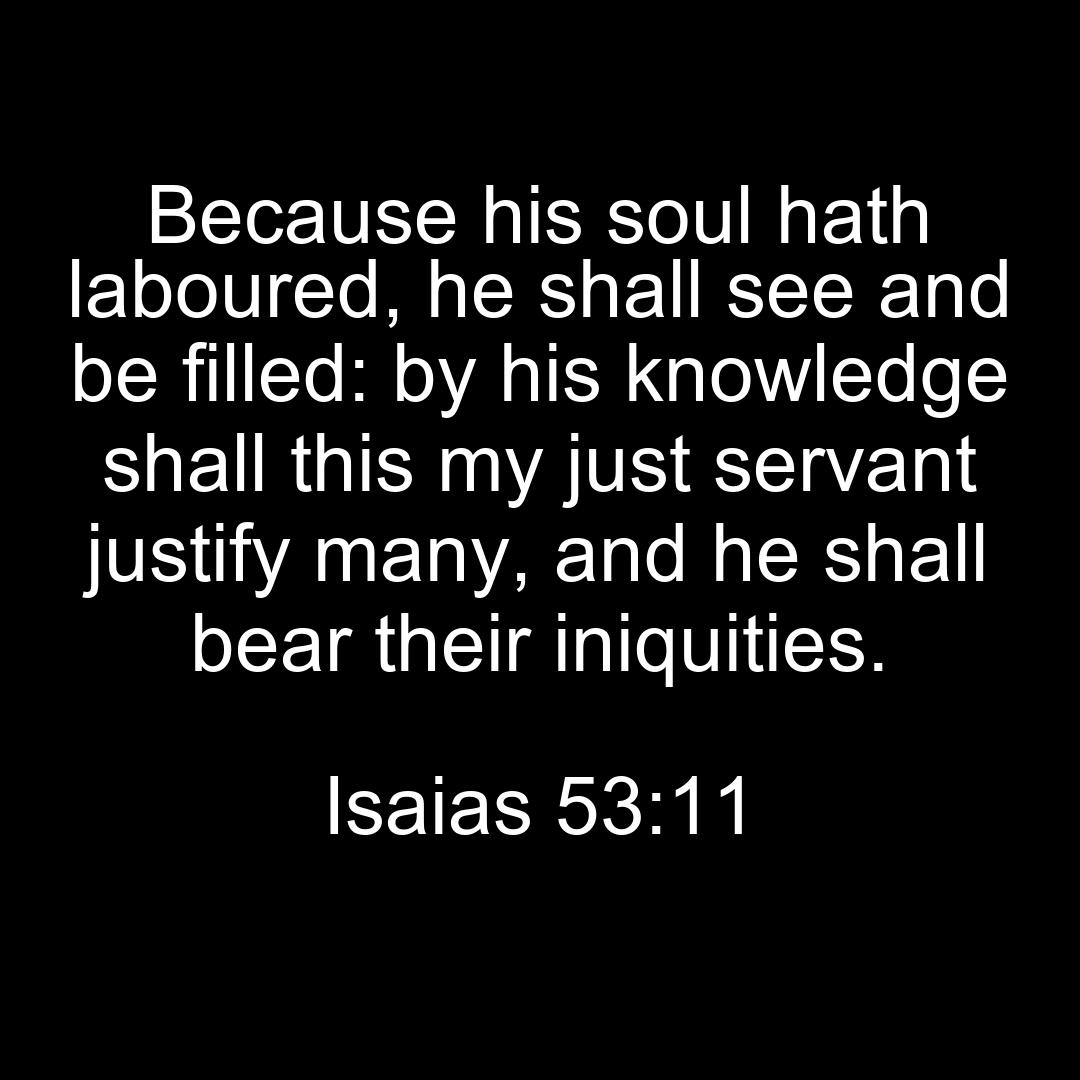 Because his soul hath
laboured, he shall see and
be filled: by his knowledge
shall this my just servant
justify many, and he shall
bear their iniquities.
Isaias 53:11